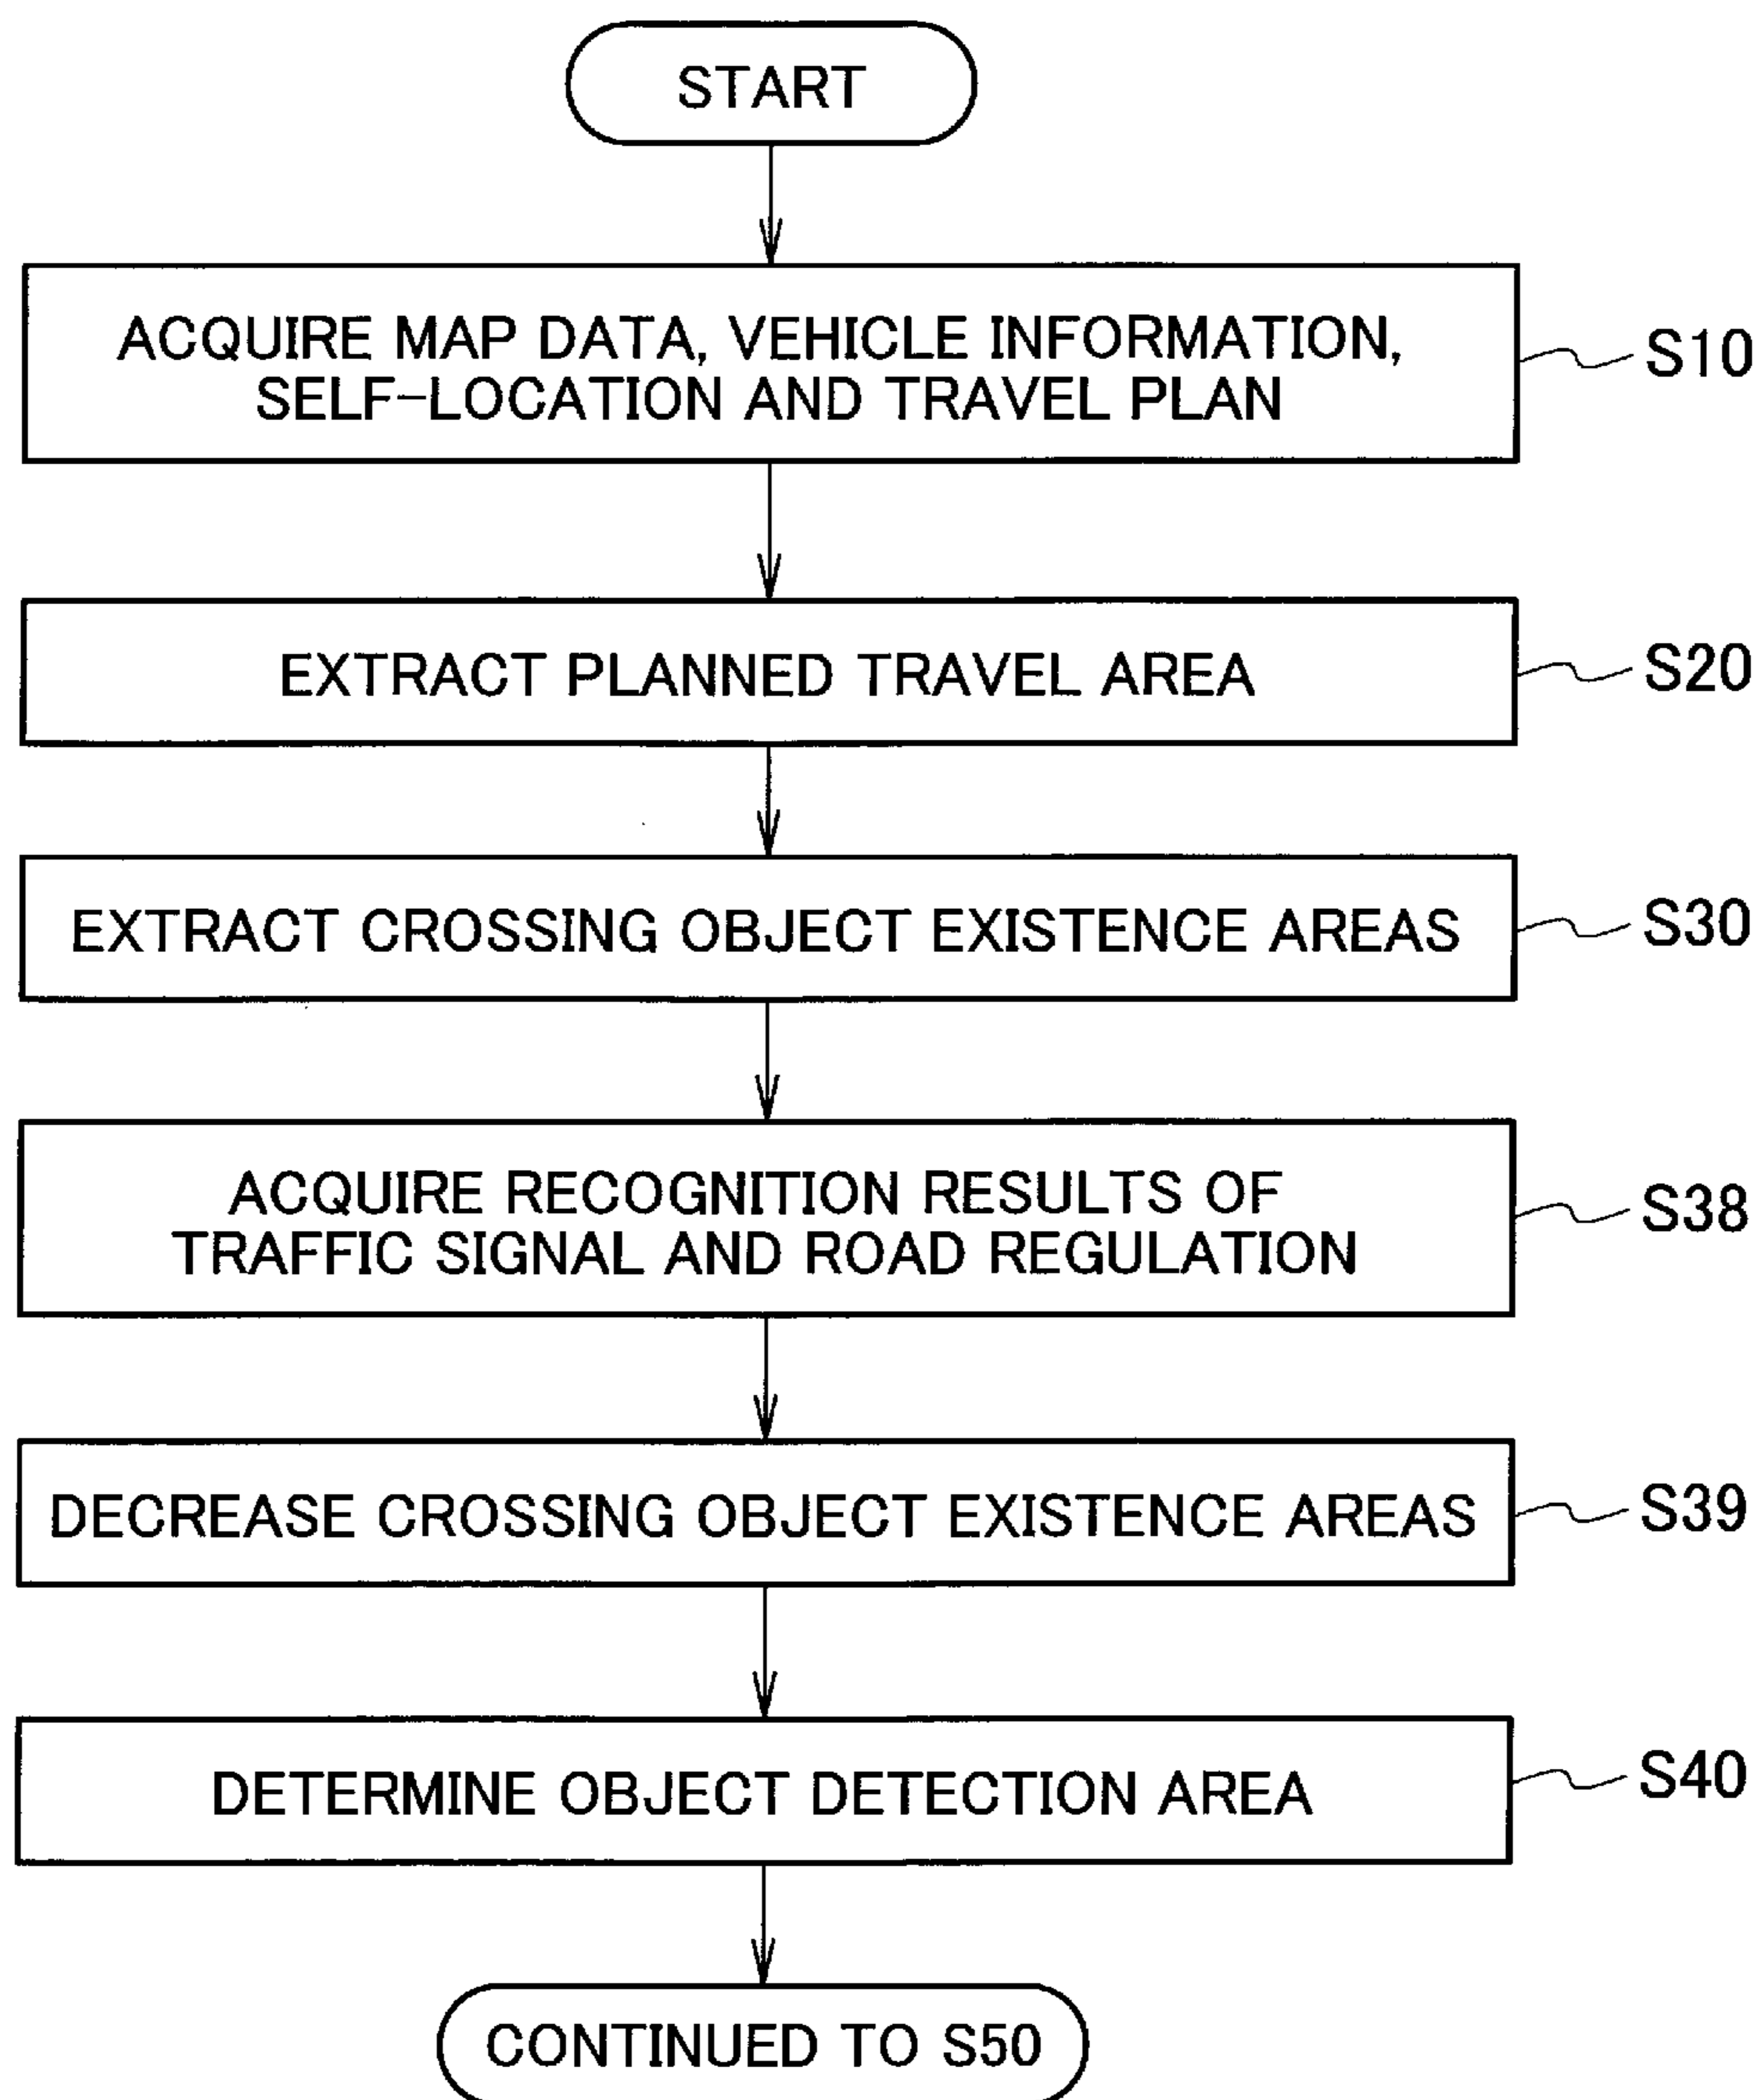 START
ACQUIRE MAP DATA, VEHICLE INFORMATION,
SELF-LOCATION AND TRAVEL PLAN
S10
EXTRACT PLANNED TRAVEL AREA
S20
EXTRACT CROSSING OBJECT EXISTENCE AREAS
S30
ACQUIRE RECOGNITION RESULTS OF
TRAFFIC SIGNAL AND ROAD REGULATION
S38
DECREASE CROSSING OBJECT EXISTENCE AREAS
S39
DETERMINE OBJECT DETECTION AREA
S40
CONTINUED TO S50